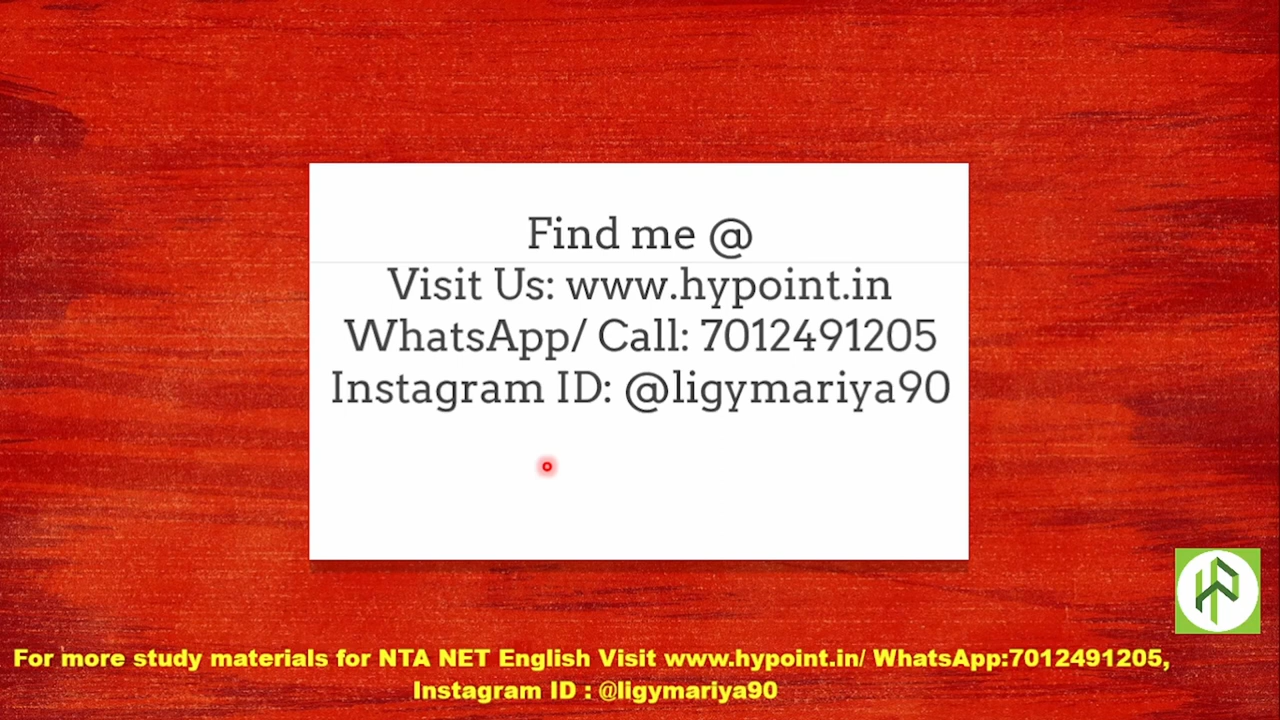 Find me @
Visit Us: www.hypoint.in
WhatsApp/ Call: 7012491205
Instagram ID: @ligymariya90
For more study materials for NTA NET English Visit www.hypoint.in/ WhatsApp:7012491205,
Instagram ID : @ligymariya90